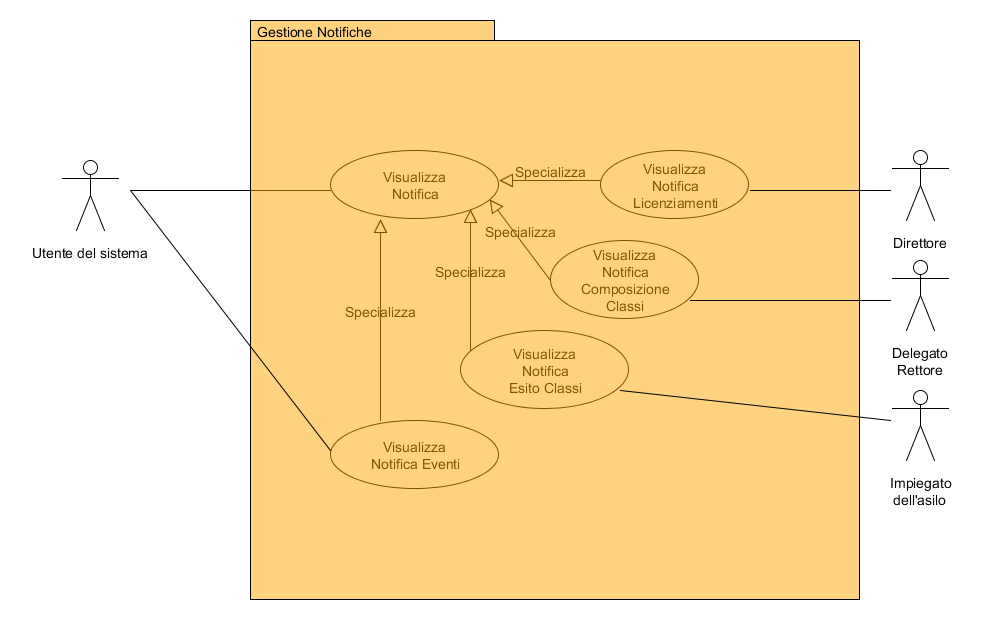 Gestione Notifiche
Visualizza
Notifica
Specializza
Visualizza
Notifica
Licenziamenti
Utente del sistema
Direttore
Specializza
Visualizza
Notifica
Composizione
Classi
Specializza
Delegato
Rettore
Specializza
Visualizza
Notifica
Esito Classi
Visualizza
Notifica Eventi
Impiegato
dell'asilo